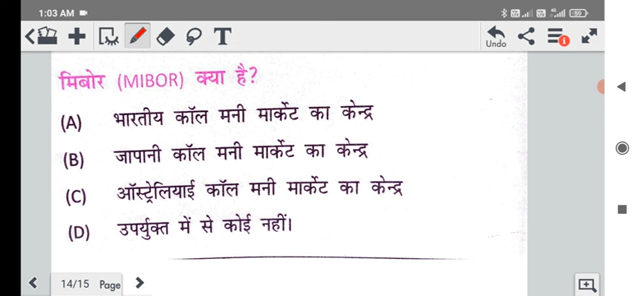 1:03 AM
T
Undo
मिबोर (MIBOR) क्या है?
(A) भारतीय कॉल मनी मार्केट का केन्द्र
(B) जापानी कॉल मनी मार्केट का केन्द्र
(C) ऑस्ट्रेलियाई कॉल मनी मार्केट का केन्द्र
(D) उपर्युक्त में से कोई नहीं।
14/15 Page